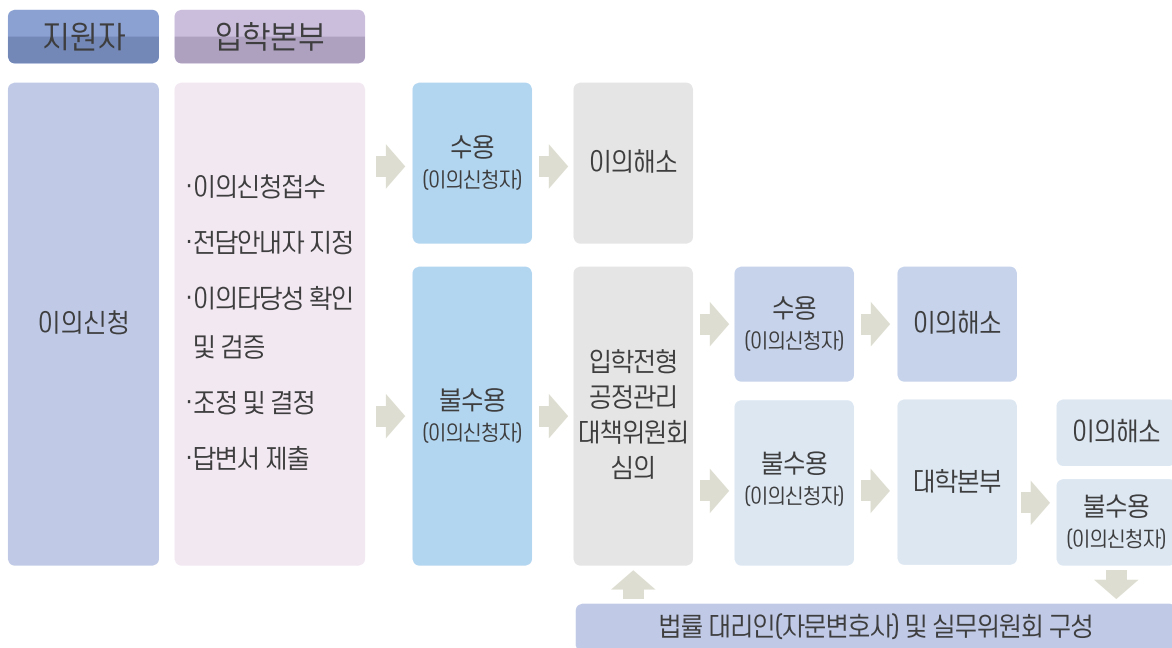 지원자
입학본부
이의신청
·이의신청접수
·전담안내자 지정
·이의타당성 확인
및 검증
·조정 및 결정
·답변서 제출
수용
(이의신청자)
이의해소
불수용
(이의신청자)
입학전형
공정관리
대책위원회
심의
수용
(이의신청자)
이의해소
불수용
(이의신청자)
대학본부
이의해소
불수용
(이의신청자)
법률 대리인(자문변호사) 및 실무위원회 구성